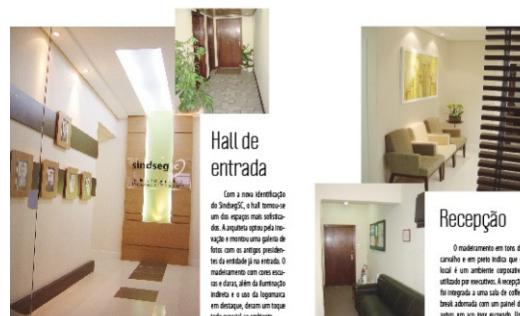 sindseg
Hall de
entrada
Com a nova identificação
do SindsegSC, o hall tornou-se
um dos espaços mais sofistica-
dos. A arquiteta optou pela ino-
vação e montou uma galeria de
fotos com os antigos presiden-
tes da entidade já na entrada. O
madeiramento com cores escu-
ras e claras, além da iluminação
indireta e o uso da logomarca
em destaque, deram um toque
Recepção
O madeiramento em tons de
carvalho e em preto indica que o
local é um ambiente corporativo
utilizado por executivos. A recepção
foi integrada a uma sala de coffee
break adornada com um painel de